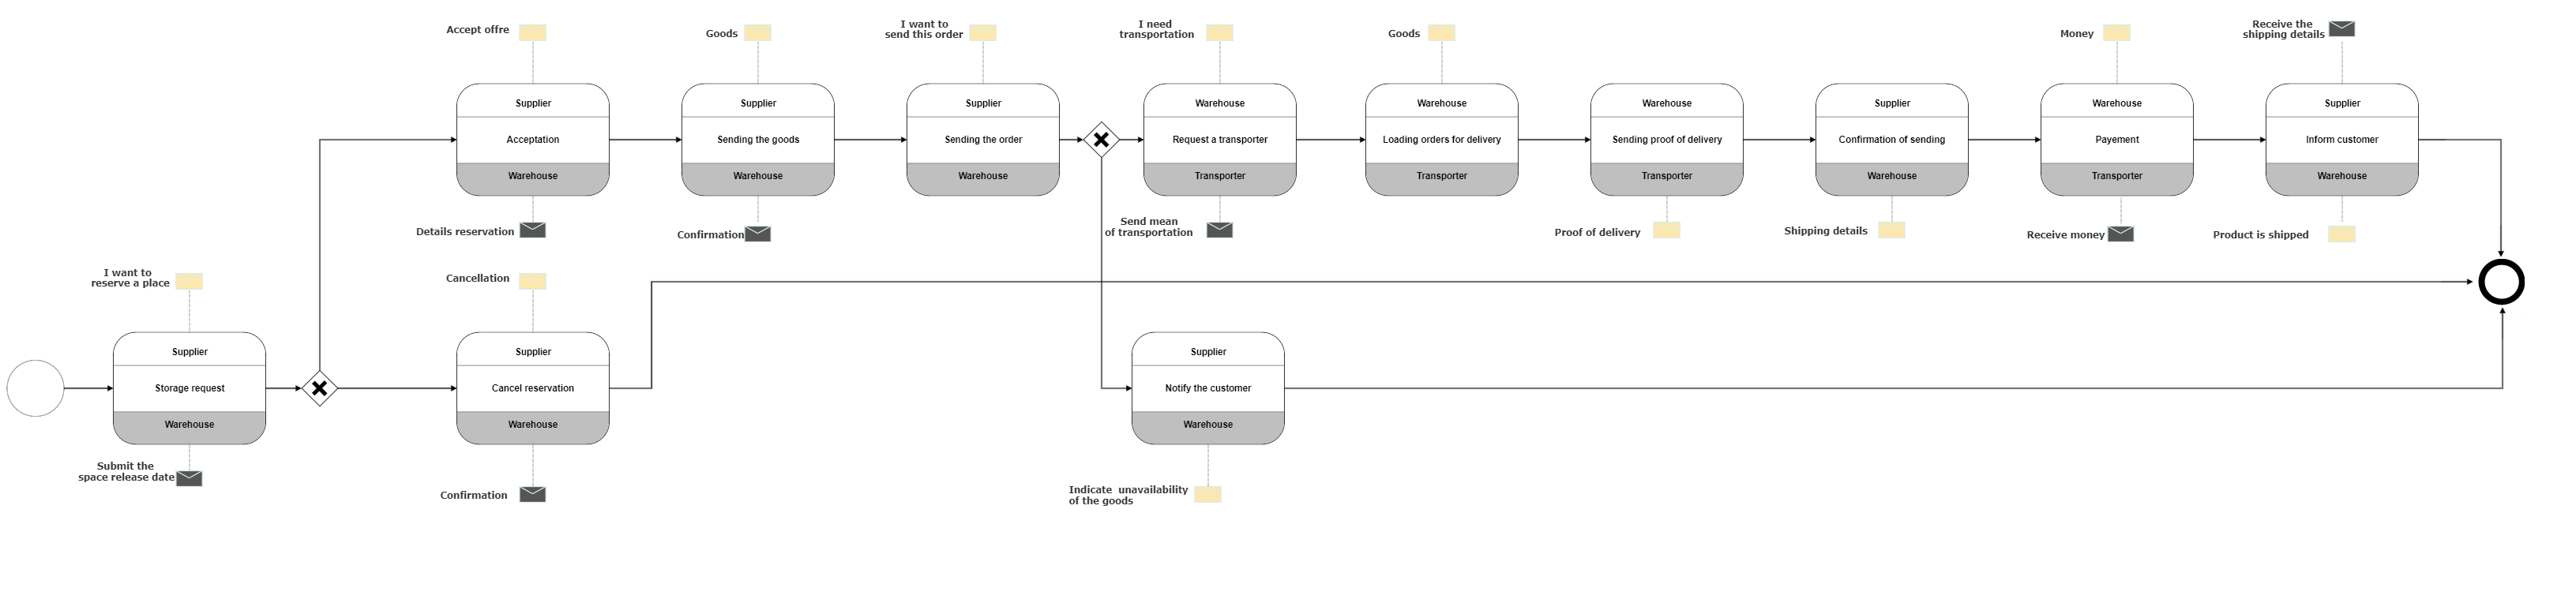 Accept offre
Supplier
Acceptation
Warehouse
Details reservation
Goods
Supplier
Sending the goods
Warehouse
Confirmation
I want to
send this order
Supplier
Sending the order
Warehouse
I need
transportation
Warehouse
Request a transporter
Transporter
Send mean
of transportation
Goods
Warehouse
Loading orders for delivery
Transporter
Warehouse
Sending proof of delivery
Transporter
Proof of delivery
Supplier
Confirmation of sending
Warehouse
Shipping details
Money
Warehouse
Payment
Transporter
Receive money
Receive the
shipping details
Supplier
Inform customer
Warehouse
Product is shipped
I want to
reserve a place
Supplier
Storage request
Warehouse
Submit the
space release date
Cancellation
Supplier
Cancel reservation
Warehouse
Confirmation
Supplier
Notify the customer
Warehouse
Indicate unavailability
of the goods